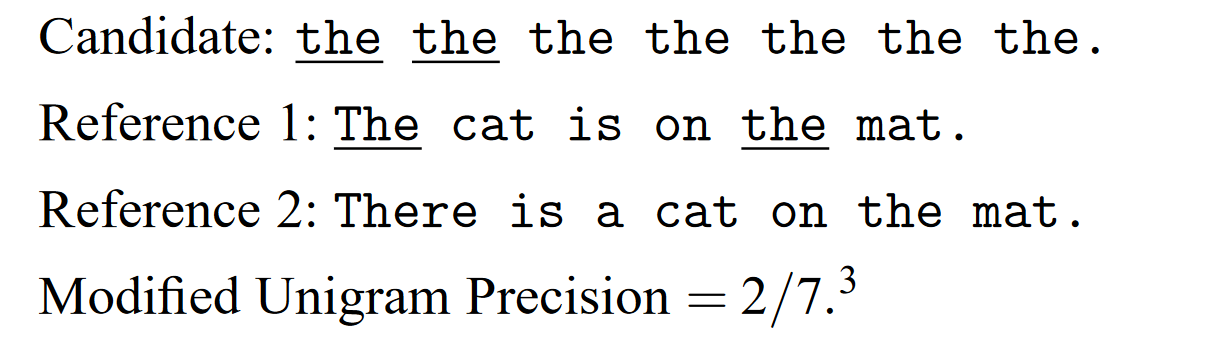 Candidate: the the the the the the the.
Reference 1: The cat is on the mat.
Reference 2: There is a cat on the mat.
Modified Unigram Precision = 2/7.³